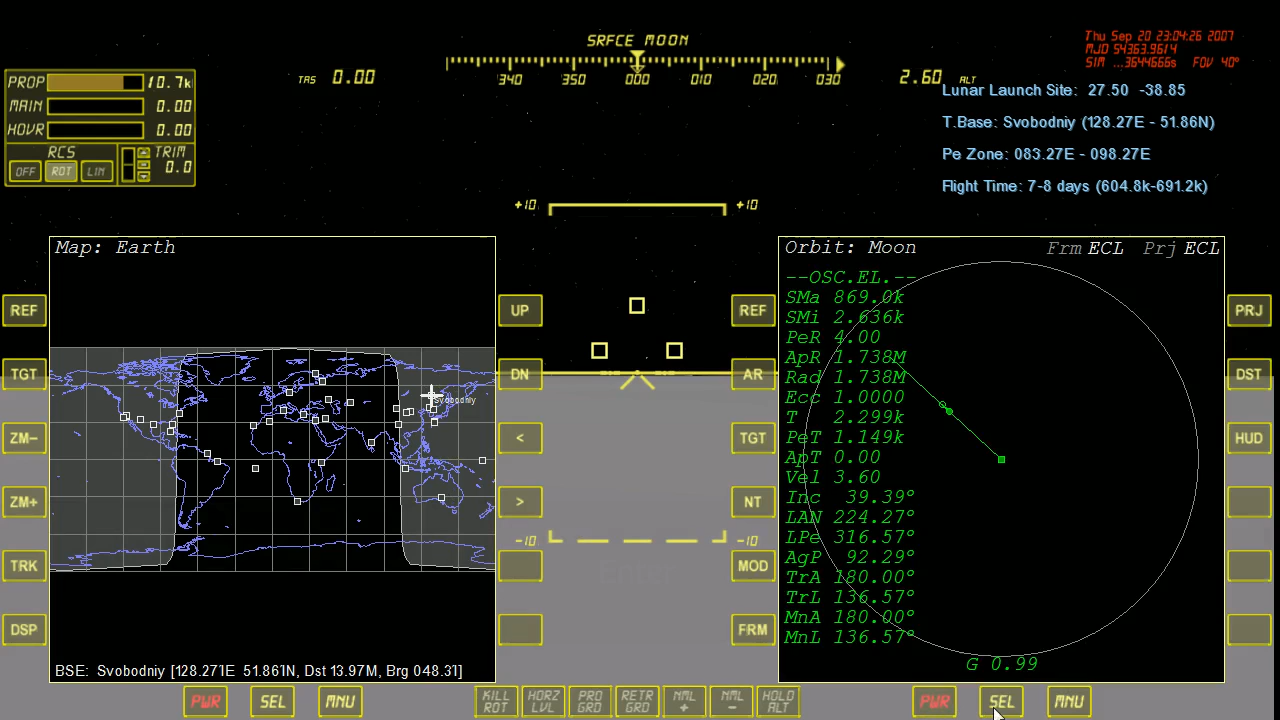 SRFCE MOON
Thu Sep 20 23:04:26 2007
MJD 54363.9614
SIM ...3644666s FOV 40°
TAS 0.00
340 350 000 010 020 030
2.60 ALT
PROP 10.7k
MAIN 0.00
HOVR 0.00
RCS TRIM
OFF ROT LIN 0.0
Lunar Launch Site: 27.50 -38.85
T.Base: Svobodniy (128.27E - 51.86N)
Pe Zone: 083.27E - 098.27E
Flight Time: 7-8 days (604.8k-691.2k)
+10 +10
-10 -10
Enter
REF
TGT
ZM-
ZM+
TRK
DSP
Map: Earth
Svobodniy
BSE: Svobodniy [128.271E 51.861N, Dst 13.97M, Brg 048.31]
UP
DN
<
>
REF
AR
TGT
NT
MOD
FRM
Orbit: Moon Frm ECL Prj ECL
--OSC.EL.--
SMa 869.0k
SMi 2.636k
PeR 4.00
ApR 1.738M
Rad 1.738M
Ecc 1.0000
T 2.299k
PeT 1.149k
ApT 0.00
Vel 3.60
Inc 39.39°
LAN 224.27°
LPe 316.57°
AgP 92.29°
TrA 180.00°
TrL 136.57°
MnA 180.00°
MnL 136.57°
G 0.99
PRJ
DST
HUD
PWR SEL MNU
KILL ROT
HORZ LVL
PRO GRD
RETR GRD
NML +
NML -
HOLD ALT
PWR SEL MNU